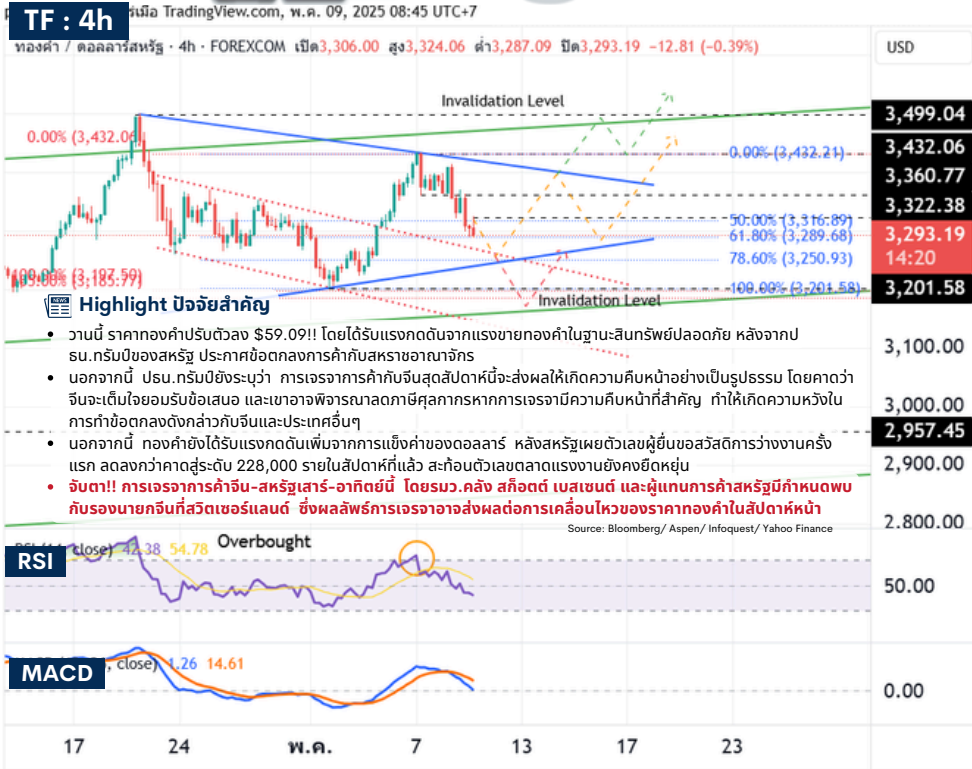 TF : 4h
TradingView.com, พ.ค. 09, 2025 08:45 UTC+7
ทองคำ / ดอลลาร์สหรัฐ · 4h · FOREXCOM เปิด3,306.00 สูง3,324.06 ต่ำ3,287.09 ปิด3,293.19 −12.81 (−0.39%)
USD
Invalidation Level
3,499.04
0.00% (3,432.06
0.00% (3,432.21)
3,432.06
3,360.77
3,322.38
50.00% (3,316.89)
61.80% (3,289.68)
3,293.19
14:20
78.60% (3,250.93)
100.00% (3,201.58)
3,201.58
Invalidation Level
Highlight ปัจจัยสำคัญ
3,100.00
3,000.00
2,957.45
2,900.00
2,800.00
• วานนี้ ราคาทองคำปรับตัวลง $59.09!! โดยได้รับแรงกดดันจากแรงขายทองคำในฐานะสินทรัพย์ปลอดภัย หลังจากป
ธน.ทรัมป์ของสหรัฐ ประกาศข้อตกลงการค้ากับสหราชอาณาจักร
• นอกจากนี้ ปธน.ทรัมป์ยังระบุว่า การเจรจาการค้ากับจีนสุดสัปดาห์นี้จะส่งผลให้เกิดความคืบหน้าอย่างเป็นรูปธรรม โดยคาดว่า
จีนจะเต็มใจยอมรับข้อเสนอ และเขาอาจพิจารณาลดภาษีศุลกากรหากการเจรจามีความคืบหน้าที่สำคัญ ทำให้เกิดความหวังใน
การทำข้อตกลงดังกล่าวกับจีนและประเทศอื่นๆ
• นอกจากนี้ ทองคำยังได้รับแรงกดดันเพิ่มจากการแข็งค่าของดอลลาร์ หลังสหรัฐเผยตัวเลขผู้ยื่นขอสวัสดิการว่างงานครั้ง
แรก ลดลงกว่าคาดสู่ระดับ 228,000 รายในสัปดาห์ที่แล้ว สะท้อนตัวเลขตลาดแรงงานยังคงยืดหยุ่น
• จับตา!! การเจรจาการค้าจีน-สหรัฐเสาร์-อาทิตย์นี้ โดยรมว.คลัง สก็อตต์ เบสเซนต์ และผู้แทนการค้าสหรัฐมีกำหนดพบ
กับรองนายกจีนที่สวิตเซอร์แลนด์ ซึ่งผลลัพธ์การเจรจาอาจส่งผลต่อการเคลื่อนไหวของราคาทองคำในสัปดาห์หน้า
Source: Bloomberg/ Aspen/ Infoquest/ Yahoo Finance
close) 42.38 54.78
Overbought
RSI
50.00
close) 1.26 14.61
MACD
0.00
17 24 พ.ค. 7 13 17 23